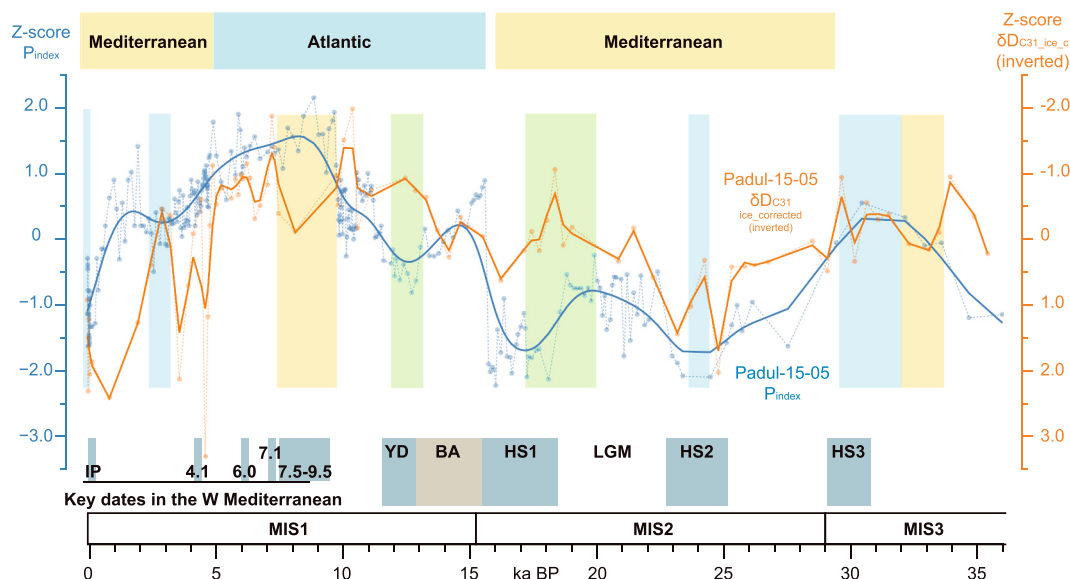 Z-score
Pindex
Mediterranean
Atlantic
Mediterranean
Z-score
δDC31_ice_c
(inverted)
2.0
1.0
0
−1.0
−2.0
−3.0
-2.0
-1.0
0
1.0
2.0
3.0
Padul-15-05
δDC31
ice_corrected
(inverted)
Padul-15-05
Pindex
IP
4.1
6.0
7.1
7.5-9.5
YD
BA
HS1
LGM
HS2
HS3
Key dates in the W Mediterranean
MIS1
MIS2
MIS3
0
5
10
15
ka BP
20
25
30
35